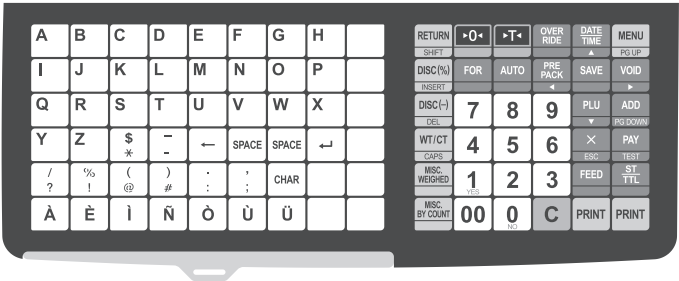 A B C D E F G H
I J K L M N O P
Q R S T U V W X
Y Z $ * – - ← SPACE SPACE ↵
/ ? % ! ( @ ) # . : , ; CHAR
À È Ì Ñ Ò Ù Ü
RETURN ▸0◂ ▸T◂ OVER RIDE DATE TIME MENU
SHIFT ▲ PG UP
DISC(%) FOR AUTO PRE PACK SAVE VOID
INSERT ◀ ▶
DISC(–) 7 8 9 PLU ADD
DEL ▼ PG DOWN
WT/CT 4 5 6 × PAY
CAPS ESC TEST
MISC. WEIGHED 1 2 3 FEED ST TTL
YES
MISC. BY COUNT 00 0 C PRINT PRINT
NO